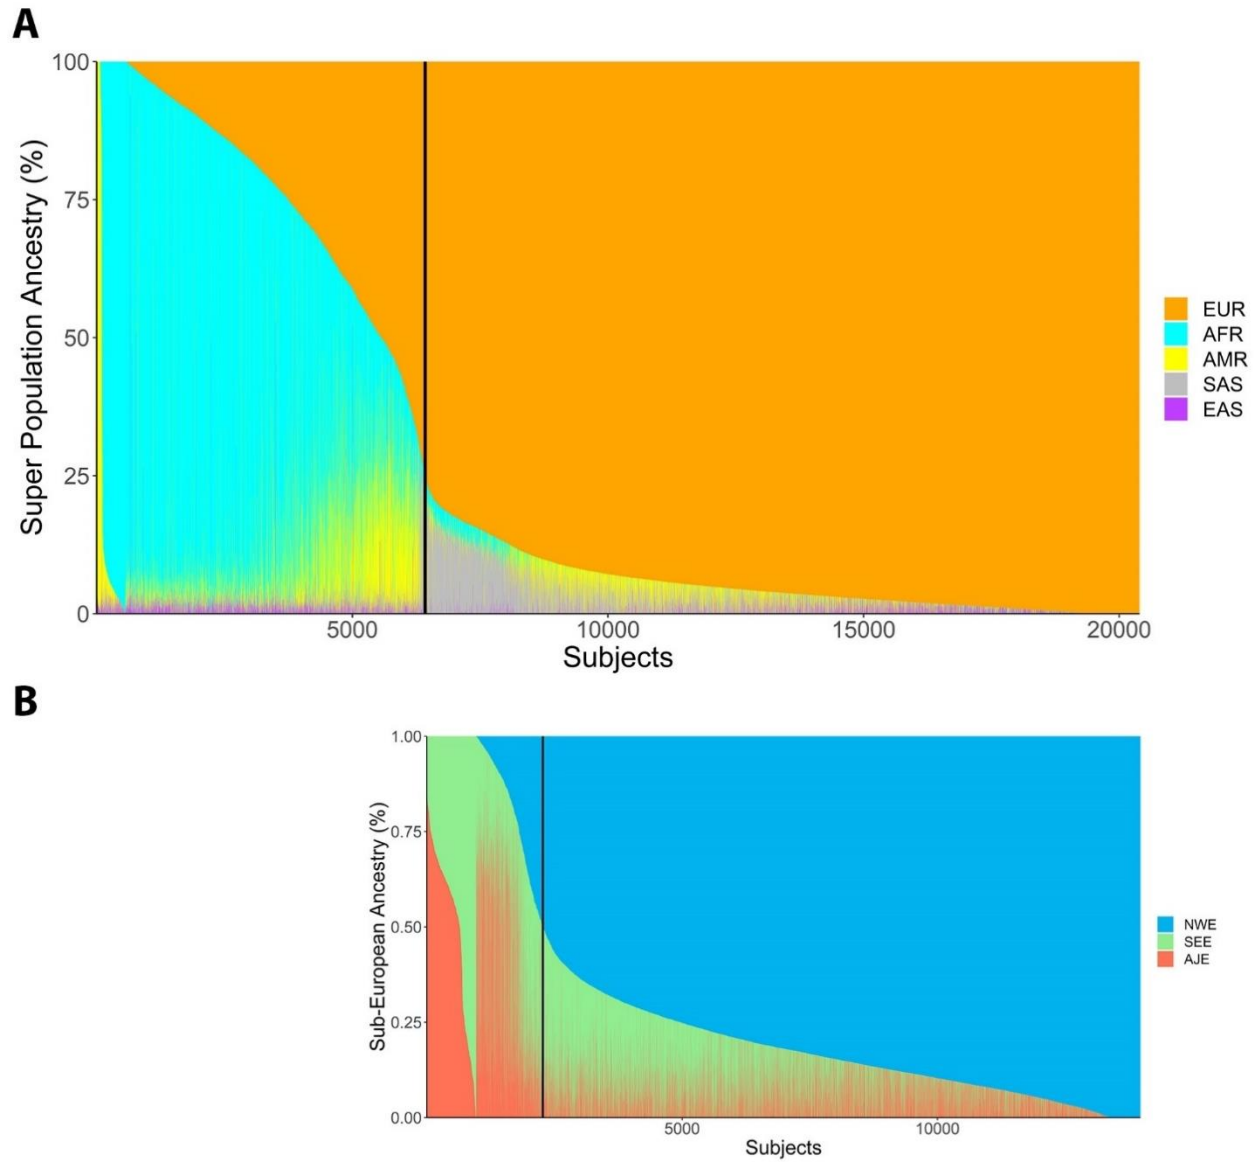 A
Super Population Ancestry (%)
100
75
50
25
0
5000 10000 15000 20000
Subjects
EUR
AFR
AMR
SAS
EAS
B
Sub-European Ancestry (%)
1.00
0.75
0.50
0.25
0.00
5000 10000
Subjects
NWE
SEE
AJE